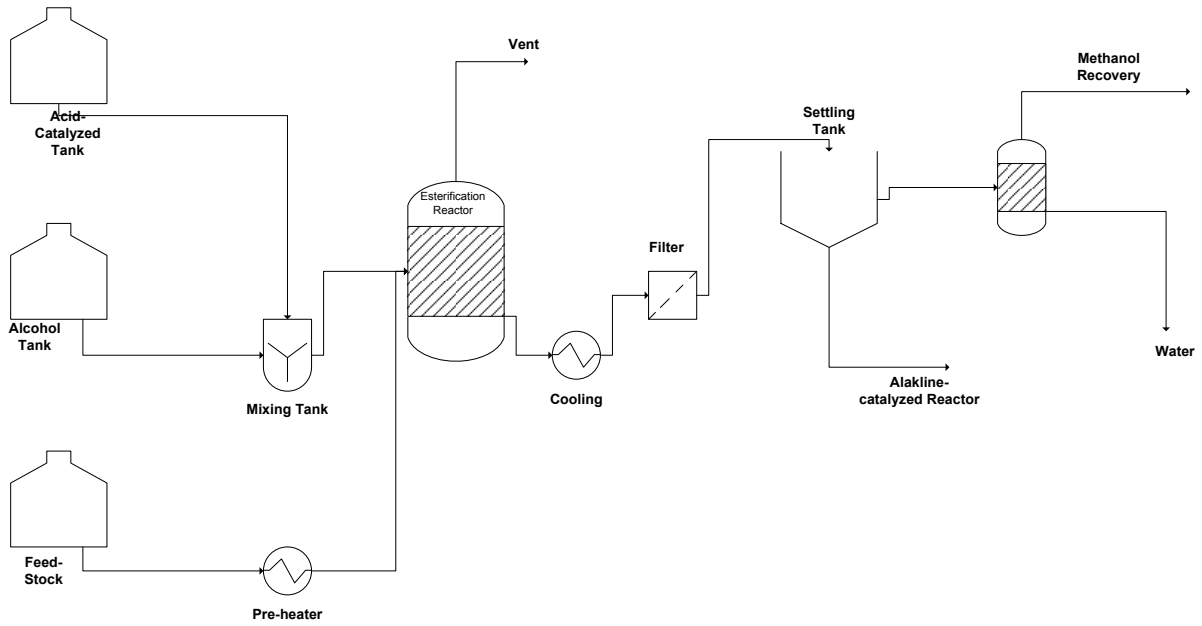 Vent
Methanol
Recovery
Acid-
Catalyzed
Tank
Settling
Tank
Esterification
Reactor
Filter
Alcohol
Tank
Mixing Tank
Cooling
Water
Alakline-
catalyzed Reactor
Feed-
Stock
Pre-heater